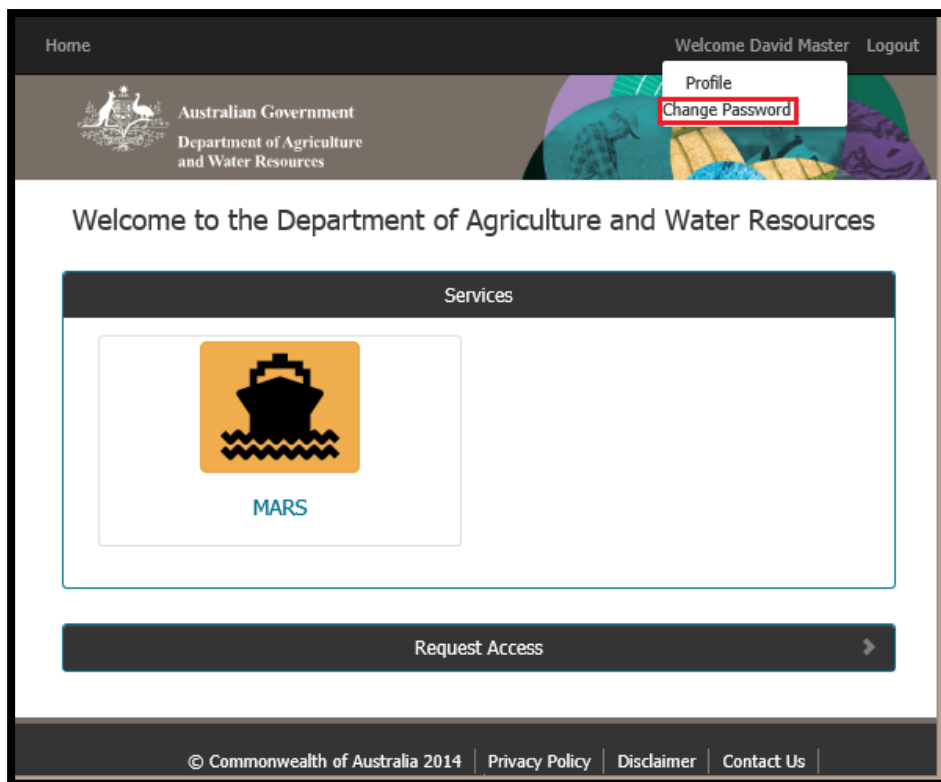 Home
Welcome David Master Logout
Profile
Change Password
Australian Government
Department of Agriculture
and Water Resources
Welcome to the Department of Agriculture and Water Resources
Services
MARS
Request Access
© Commonwealth of Australia 2014 | Privacy Policy | Disclaimer | Contact Us |